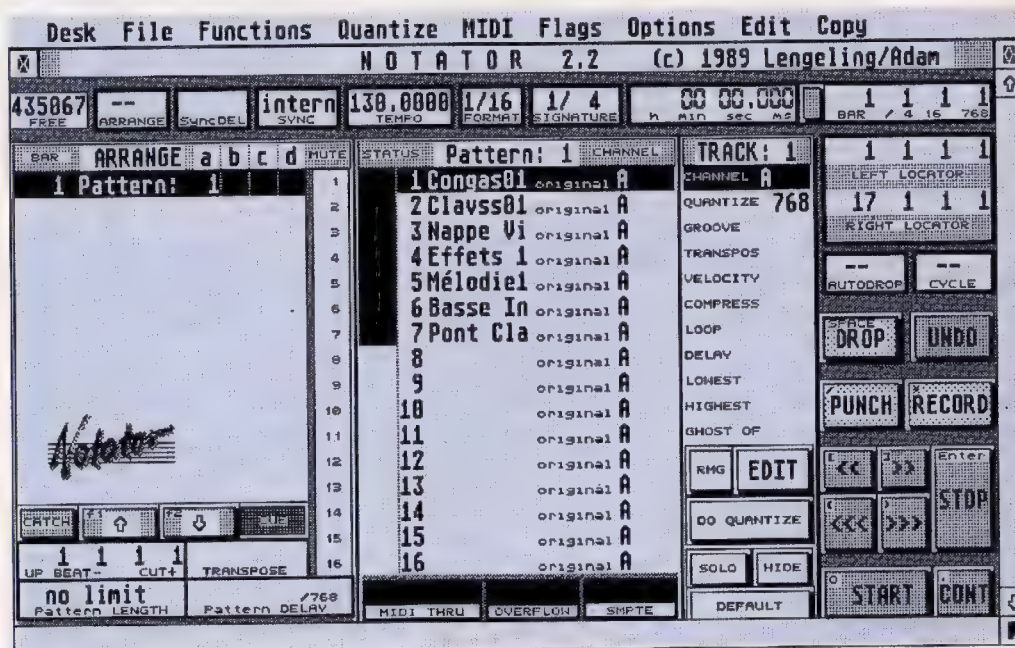 Desk File Functions Quantize MIDI Flags Options Edit Copy
NOTATOR 2.2 (c) 1989 Lengeling/Adam
435067 -- intern 130.0000 1/16 1/ 4 00 00.000 1 1 1 1
FREE ARRANGE SyncDEL SYNC TEMPO FORMAT SIGNATURE h min sec ms BAR / 4 16 768
BAR ARRANGE a b c d MUTE
1 Pattern: 1
1
2
3
4
5
6
7
8
9
10
11
12
13
14
15
16
Notator
CATCH f1 f2 CUE
1 1 1 1
UP BEAT- CUT+ TRANSPOSE
no limit /768
Pattern LENGTH Pattern DELAY
STATUS Pattern: 1 CHANNEL
1 Congas01 original A
2 Clavss01 original A
3 Nappe Vi original A
4 Effets 1 original A
5 Mélodie1 original A
6 Basse In original A
7 Pont Cla original A
8 original A
9 original A
10 original A
11 original A
12 original A
13 original A
14 original A
15 original A
16 original A
MIDI THRU OVERFLOW SMPTE
TRACK: 1
CHANNEL A
QUANTIZE 768
GROOVE
TRANSPOS
VELOCITY
COMPRESS
LOOP
DELAY
LOWEST
HIGHEST
GHOST OF
RMG EDIT
DO QUANTIZE
SOLO HIDE
DEFAULT
1 1 1 1
LEFT LOCATOR
17 1 1 1
RIGHT LOCATOR
-- --
AUTODROP CYCLE
SPACE
DROP UNDO
PUNCH RECORD
[ << ] >> Enter
STOP
( <<< ) >>>
START CONT